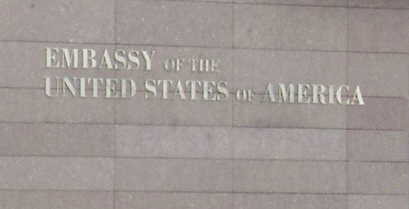 EMBASSY OF THE
UNITED STATES OF AMERICA